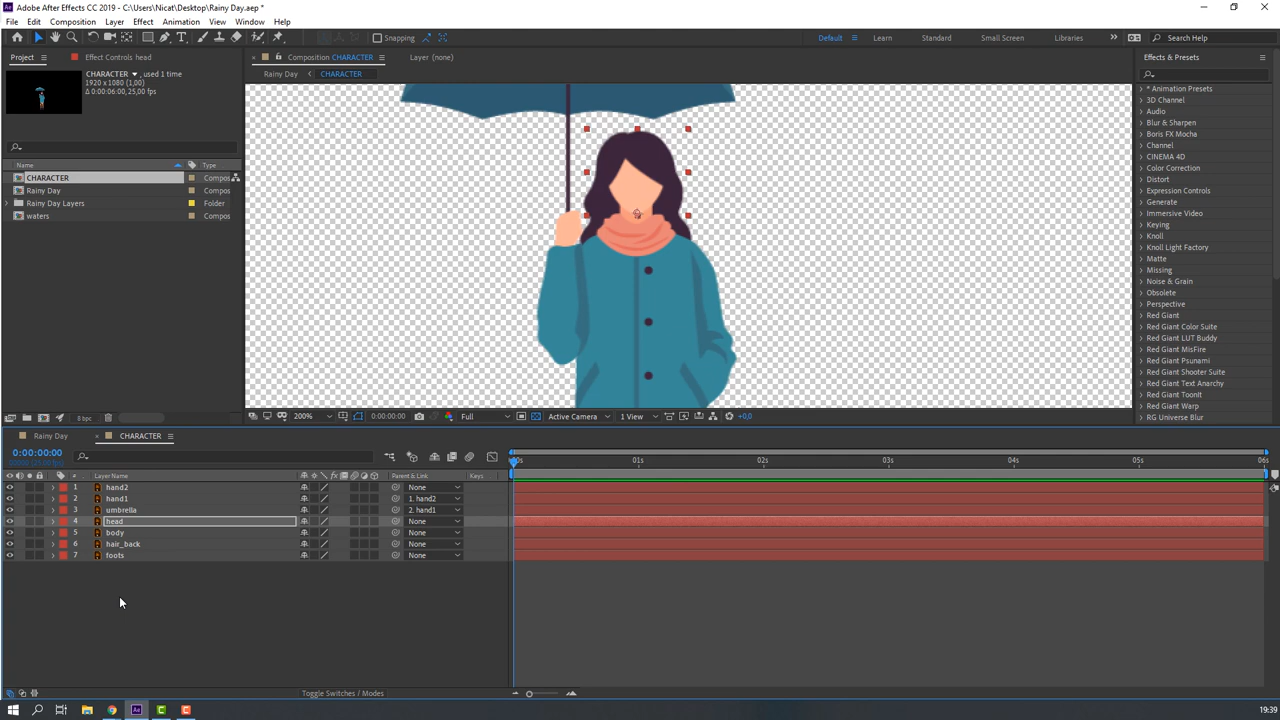 Adobe After Effects CC 2019 - C:\Users\Nicat\Desktop\Rainy Day.aep *
File Edit Composition Layer Effect Animation View Window Help
Snapping
Default Learn Standard Small Screen Libraries
Search Help
Project Effect Controls head
CHARACTER , used 1 time
1920 x 1080 (1,00)
Δ 0:00:06:00, 25,00 fps
Name Type
CHARACTER Compos
Rainy Day Compos
Rainy Day Layers Folder
waters Compos
8 bpc
Composition CHARACTER Layer (none)
Rainy Day CHARACTER
200% 0:00:00:00 Full Active Camera 1 View +0,0
Effects & Presets
* Animation Presets
3D Channel
Audio
Blur & Sharpen
Boris FX Mocha
Channel
CINEMA 4D
Color Correction
Distort
Expression Controls
Generate
Immersive Video
Keying
Knoll
Knoll Light Factory
Matte
Missing
Noise & Grain
Obsolete
Perspective
Red Giant
Red Giant Color Suite
Red Giant LUT Buddy
Red Giant MisFire
Red Giant Psunami
Red Giant Shooter Suite
Red Giant Text Anarchy
Red Giant ToonIt
Red Giant Warp
RG Universe Blur
Rainy Day CHARACTER
0:00:00:00
# Layer Name Parent & Link Keys
:00s 01s 02s 03s 04s 05s 06s
1 hand2 None
2 hand1 1. hand2
3 umbrella 2. hand1
4 head None
5 body None
6 hair_back None
7 foots None
Toggle Switches / Modes
19:39